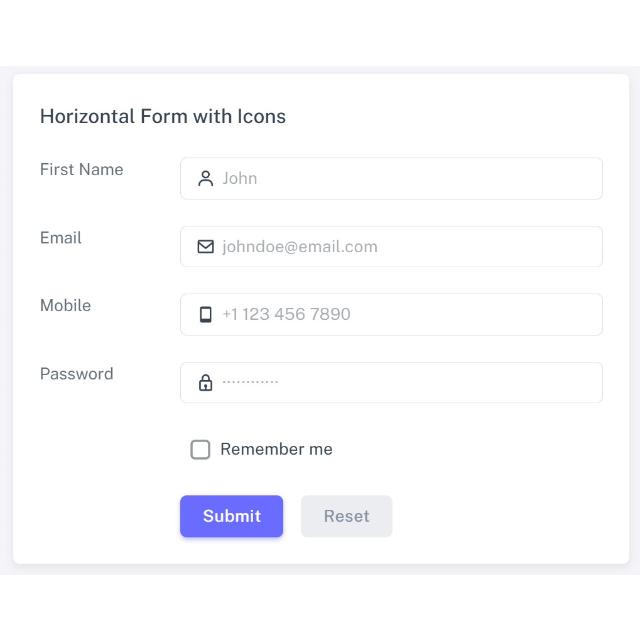 Horizontal Form with Icons
First Name
John
Email
johndoe@email.com
Mobile
+1 123 456 7890
Password
············
Remember me
Submit Reset